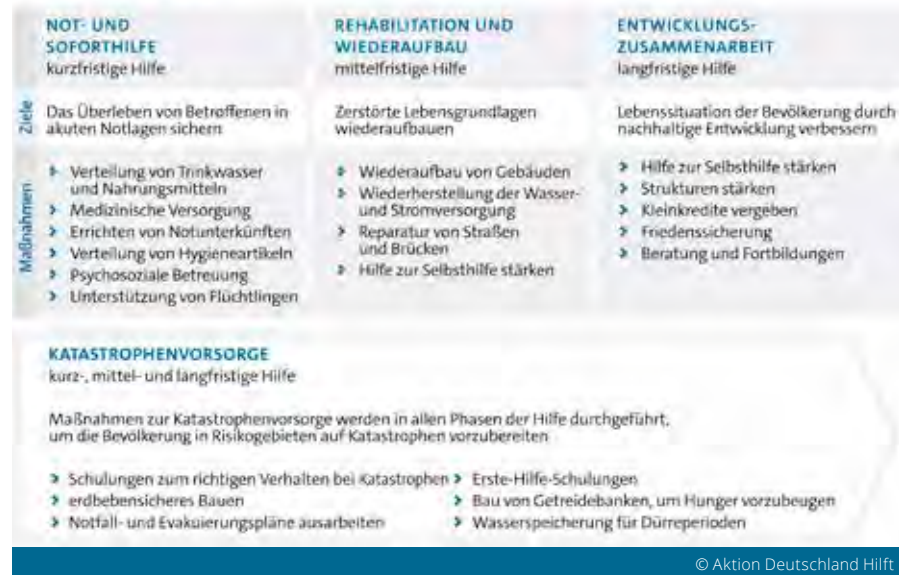 NOT- UND
SOFORTHILFE
kurzfristige Hilfe
REHABILITATION UND
WIEDERAUFBAU
mittelfristige Hilfe
ENTWICKLUNGS-
ZUSAMMENARBEIT
langfristige Hilfe
Ziele
Das Überleben von Betroffenen in
akuten Notlagen sichern
Zerstörte Lebensgrundlagen
wiederaufbauen
Lebenssituation der Bevölkerung durch
nachhaltige Entwicklung verbessern
Maßnahmen
Verteilung von Trinkwasser
und Nahrungsmitteln
Medizinische Versorgung
Errichten von Notunterkünften
Verteilung von Hygieneartikeln
Psychosoziale Betreuung
Unterstützung von Flüchtlingen
Wiederaufbau von Gebäuden
Wiederherstellung der Wasser-
und Stromversorgung
Reparatur von Straßen
und Brücken
Hilfe zur Selbsthilfe stärken
Hilfe zur Selbsthilfe stärken
Strukturen stärken
Kleinkredite vergeben
Friedenssicherung
Beratung und Fortbildungen
KATASTROPHENVORSORGE
kurz-, mittel- und langfristige Hilfe
Maßnahmen zur Katastrophenvorsorge werden in allen Phasen der Hilfe durchgeführt,
um die Bevölkerung in Risikogebieten auf Katastrophen vorzubereiten
Schulungen zum richtigen Verhalten bei Katastrophen
erdbebensicheres Bauen
Notfall- und Evakuierungspläne ausarbeiten
Erste-Hilfe-Schulungen
Bau von Getreidebanken, um Hunger vorzubeugen
Wasserspeicherung für Dürreperioden
© Aktion Deutschland Hilft